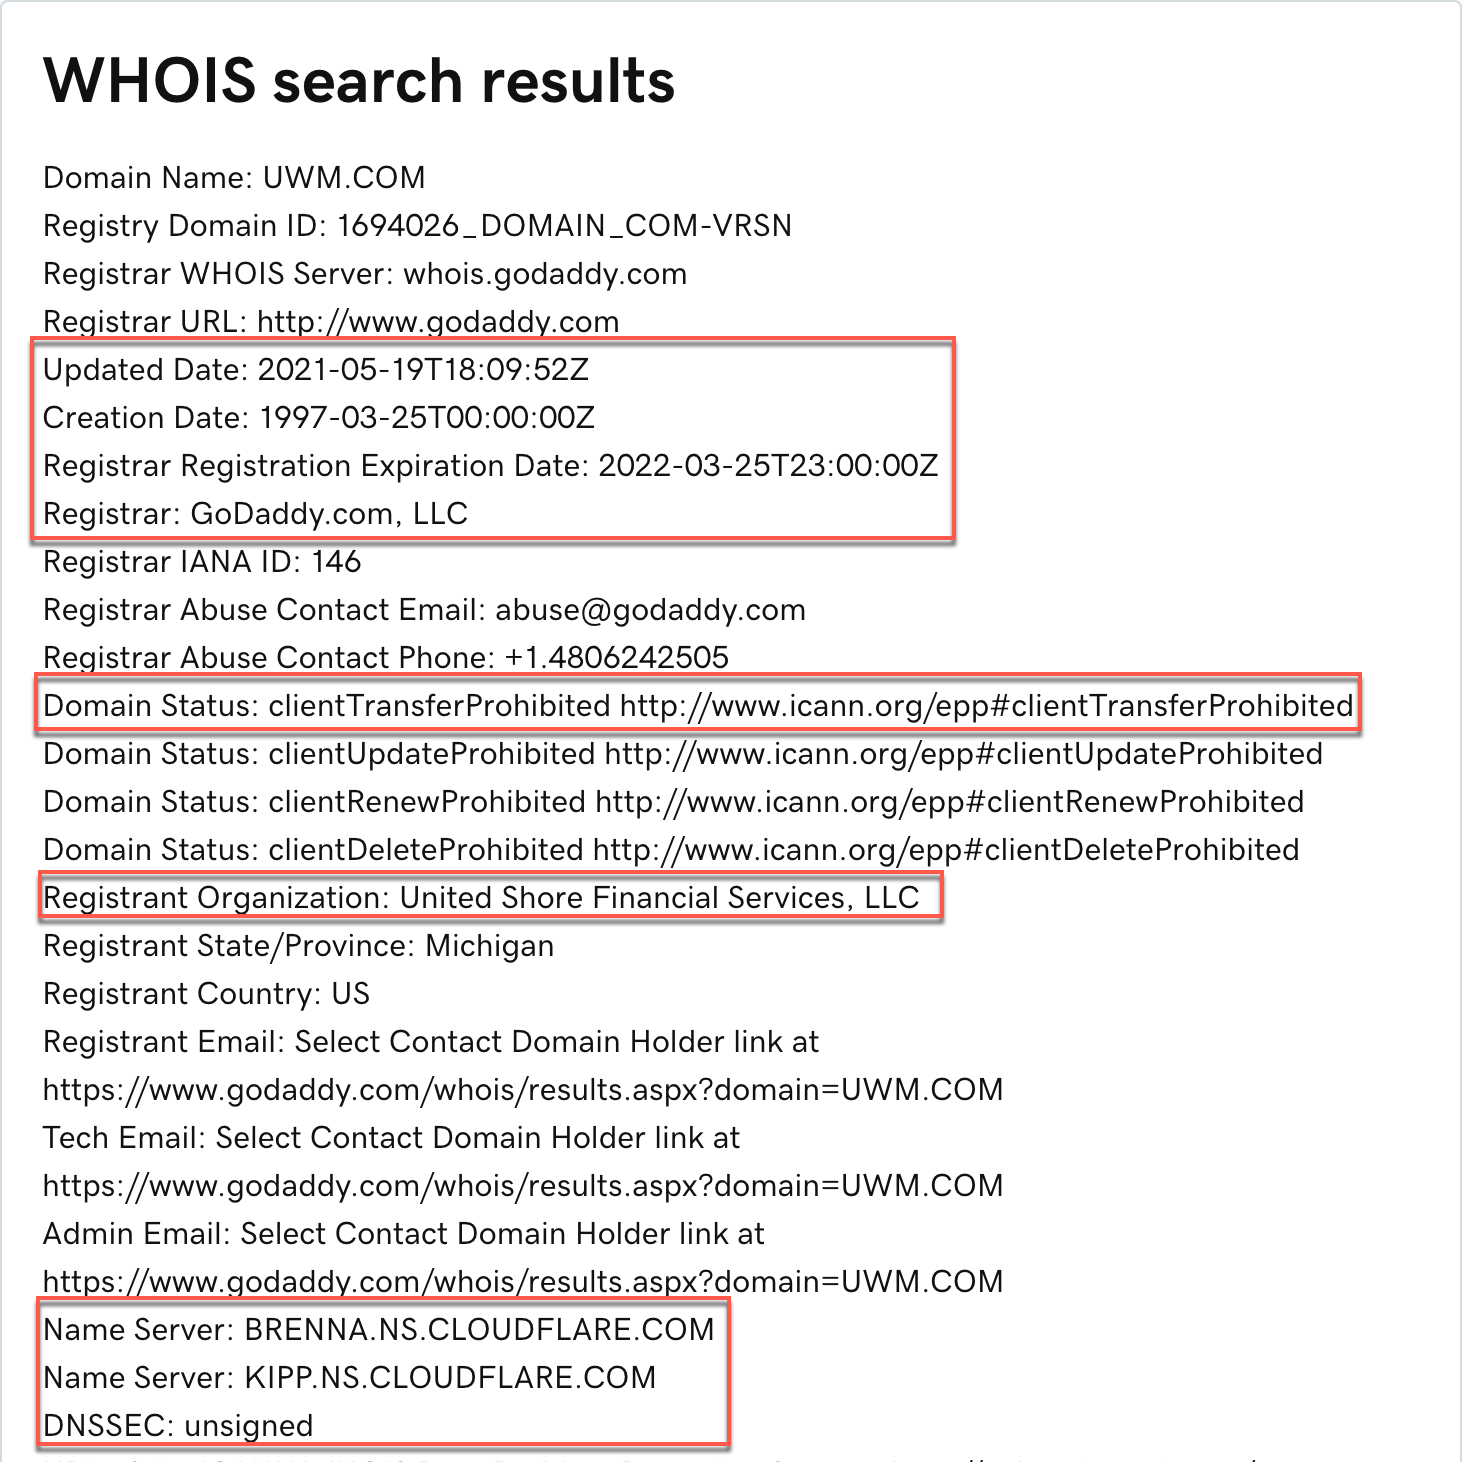 WHOIS search results
Domain Name: UWM.COM
Registry Domain ID: 1694026_DOMAIN_COM-VRSN
Registrar WHOIS Server: whois.godaddy.com
Registrar URL: http://www.godaddy.com
Updated Date: 2021-05-19T18:09:52Z
Creation Date: 1997-03-25T00:00:00Z
Registrar Registration Expiration Date: 2022-03-25T23:00:00Z
Registrar: GoDaddy.com, LLC
Registrar IANA ID: 146
Registrar Abuse Contact Email: abuse@godaddy.com
Registrar Abuse Contact Phone: +1.4806242505
Domain Status: clientTransferProhibited http://www.icann.org/epp#clientTransferProhibited
Domain Status: clientUpdateProhibited http://www.icann.org/epp#clientUpdateProhibited
Domain Status: clientRenewProhibited http://www.icann.org/epp#clientRenewProhibited
Domain Status: clientDeleteProhibited http://www.icann.org/epp#clientDeleteProhibited
Registrant Organization: United Shore Financial Services, LLC
Registrant State/Province: Michigan
Registrant Country: US
Registrant Email: Select Contact Domain Holder link at
https://www.godaddy.com/whois/results.aspx?domain=UWM.COM
Tech Email: Select Contact Domain Holder link at
https://www.godaddy.com/whois/results.aspx?domain=UWM.COM
Admin Email: Select Contact Domain Holder link at
https://www.godaddy.com/whois/results.aspx?domain=UWM.COM
Name Server: BRENNA.NS.CLOUDFLARE.COM
Name Server: KIPP.NS.CLOUDFLARE.COM
DNSSEC: unsigned